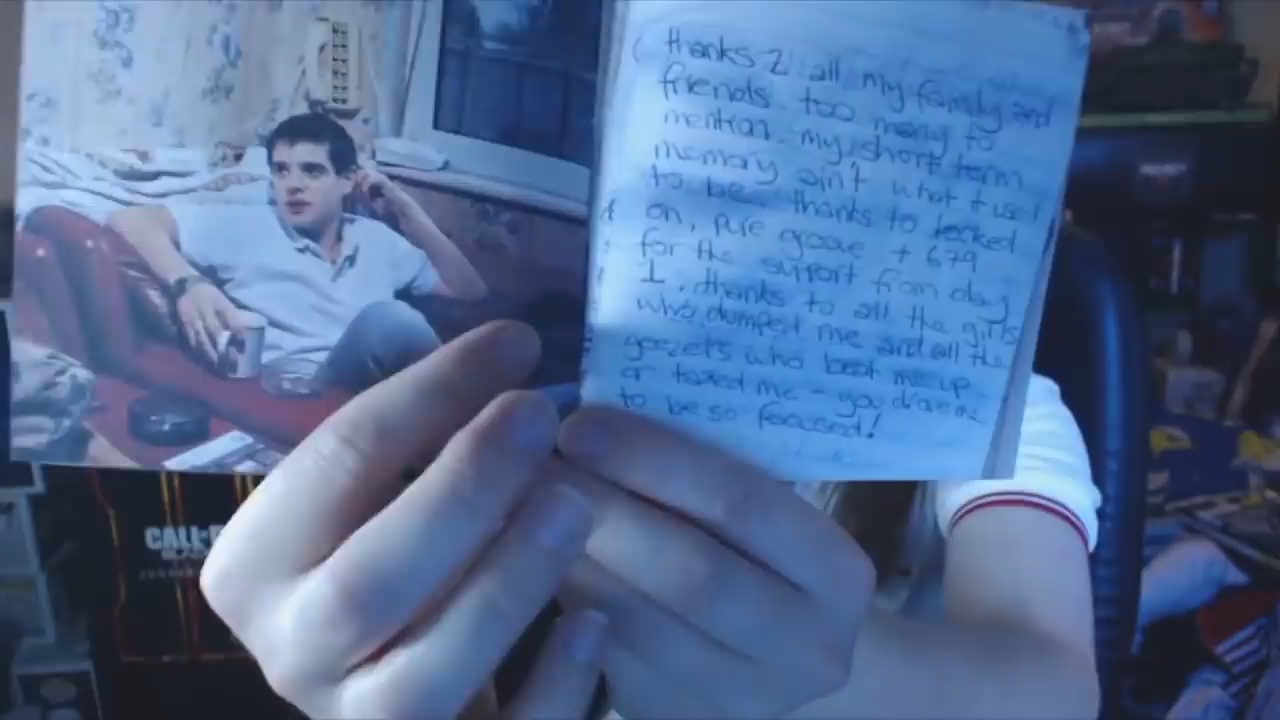 thanks 2 all my family and
friends too many to
mention. my short term
memory ain't what it use
to be. thanks to locked
on, pure groove + 679
for the support from day
1. thanks to all the girls
who dumped me and all the
geezers who beat me up
or taxed me - you drove me
to be so focused!
CALL